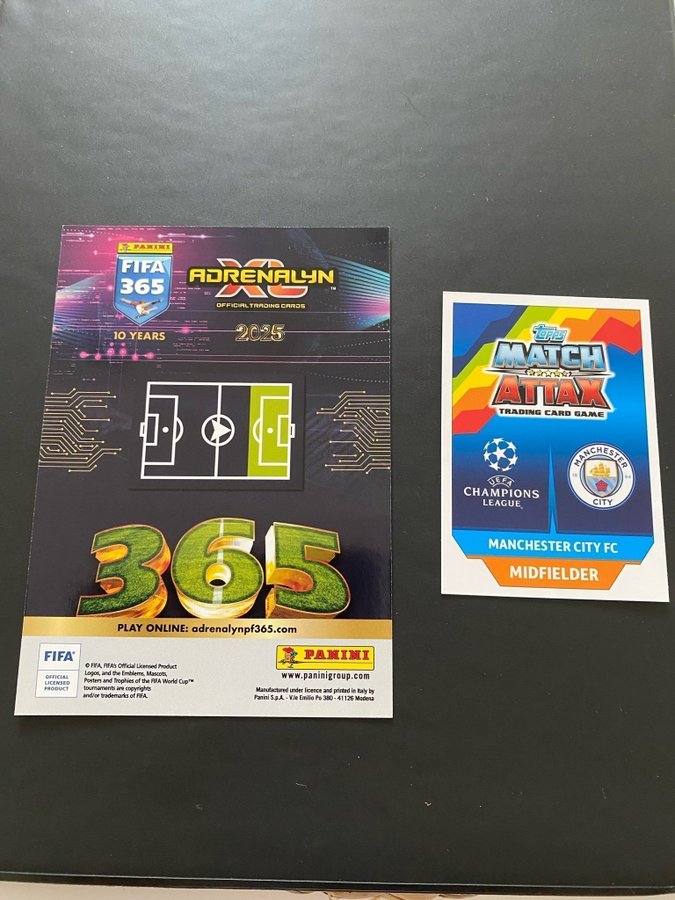 PANINI
FIFA
365
10 YEARS
ADRENALYN
XL™
OFFICIAL TRADING CARDS
2025
365
PLAY ONLINE: adrenalynpf365.com
FIFA®
OFFICIAL
LICENSED
PRODUCT
© FIFA, FIFA's Official Licensed Product
Logos, and the Emblems, Mascots,
Posters and Trophies of the FIFA World Cup™
tournaments are copyrights
and/or trademarks of FIFA.
PANINI
www.paninigroup.com
Manufactured under licence and printed in Italy by
Panini S.p.A. - V.le Emilio Po 380 - 41126 Modena
Topps
MATCH
ATTAX
TRADING CARD GAME
UEFA
CHAMPIONS
LEAGUE
MANCHESTER
18 94
CITY
MANCHESTER CITY FC
MIDFIELDER